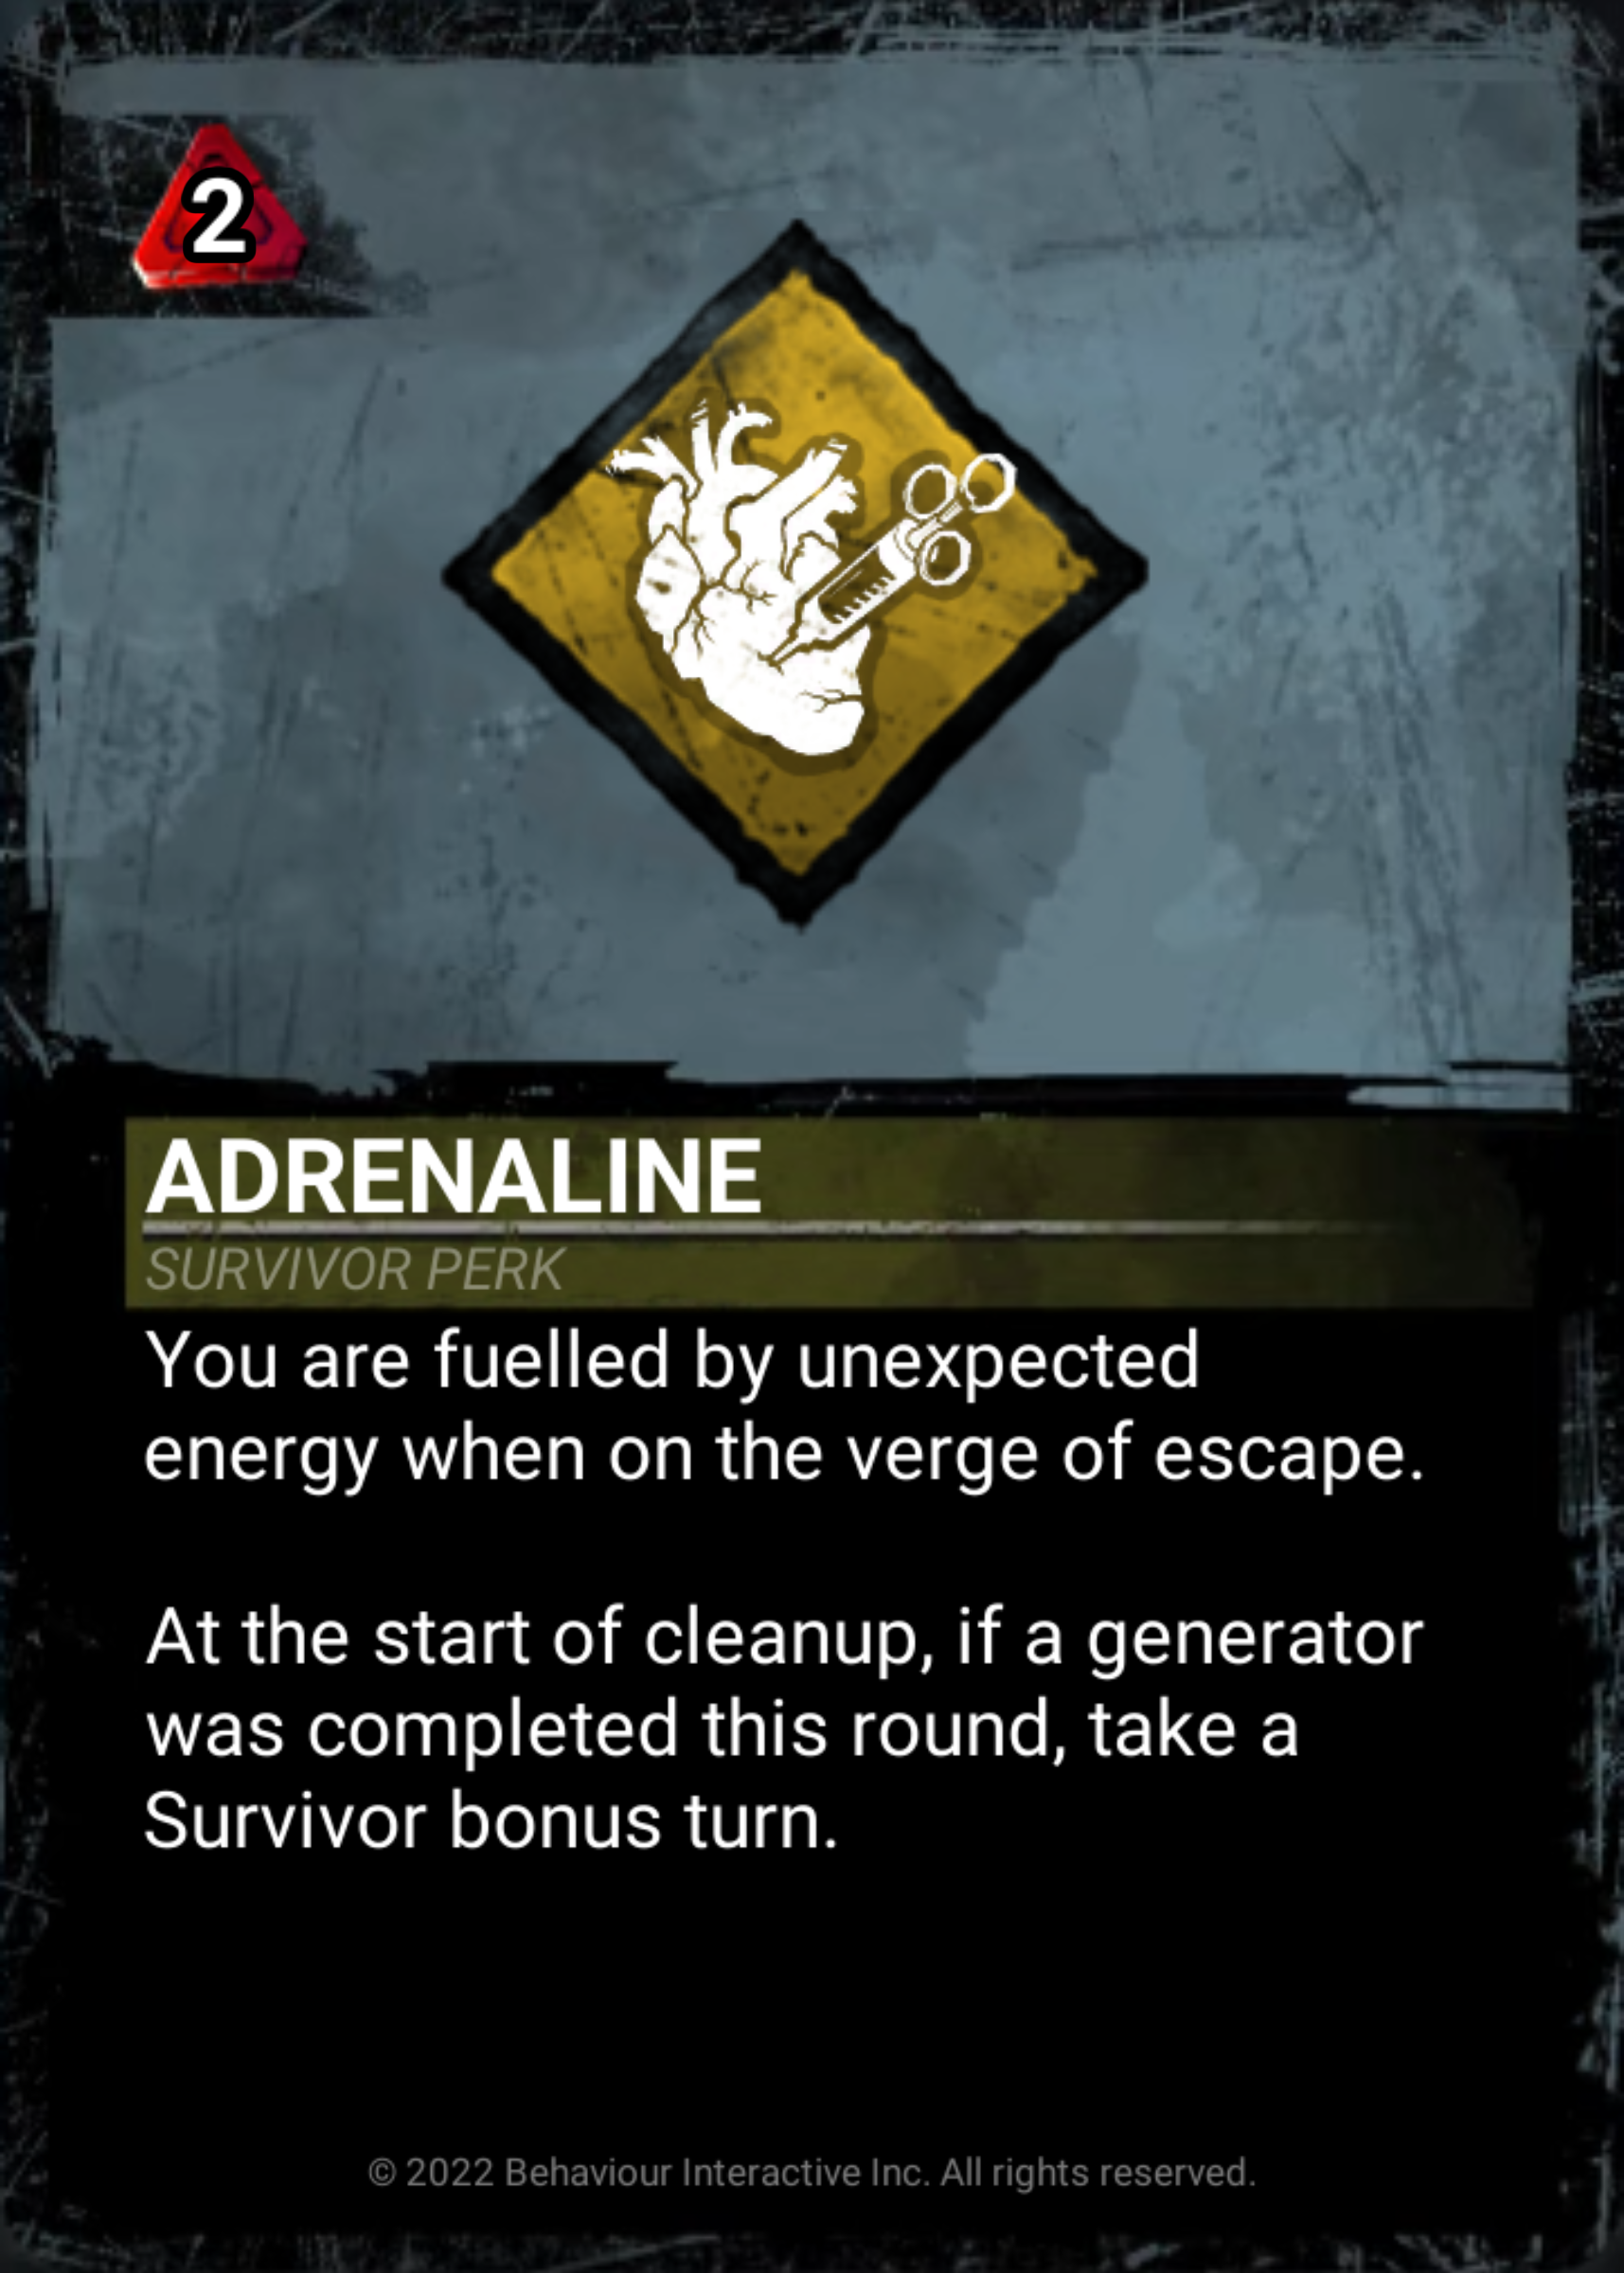 2
ADRENALINE
SURVIVOR PERK
You are fuelled by unexpected
energy when on the verge of escape.
At the start of cleanup, if a generator
was completed this round, take a
Survivor bonus turn.
© 2022 Behaviour Interactive Inc. All rights reserved.